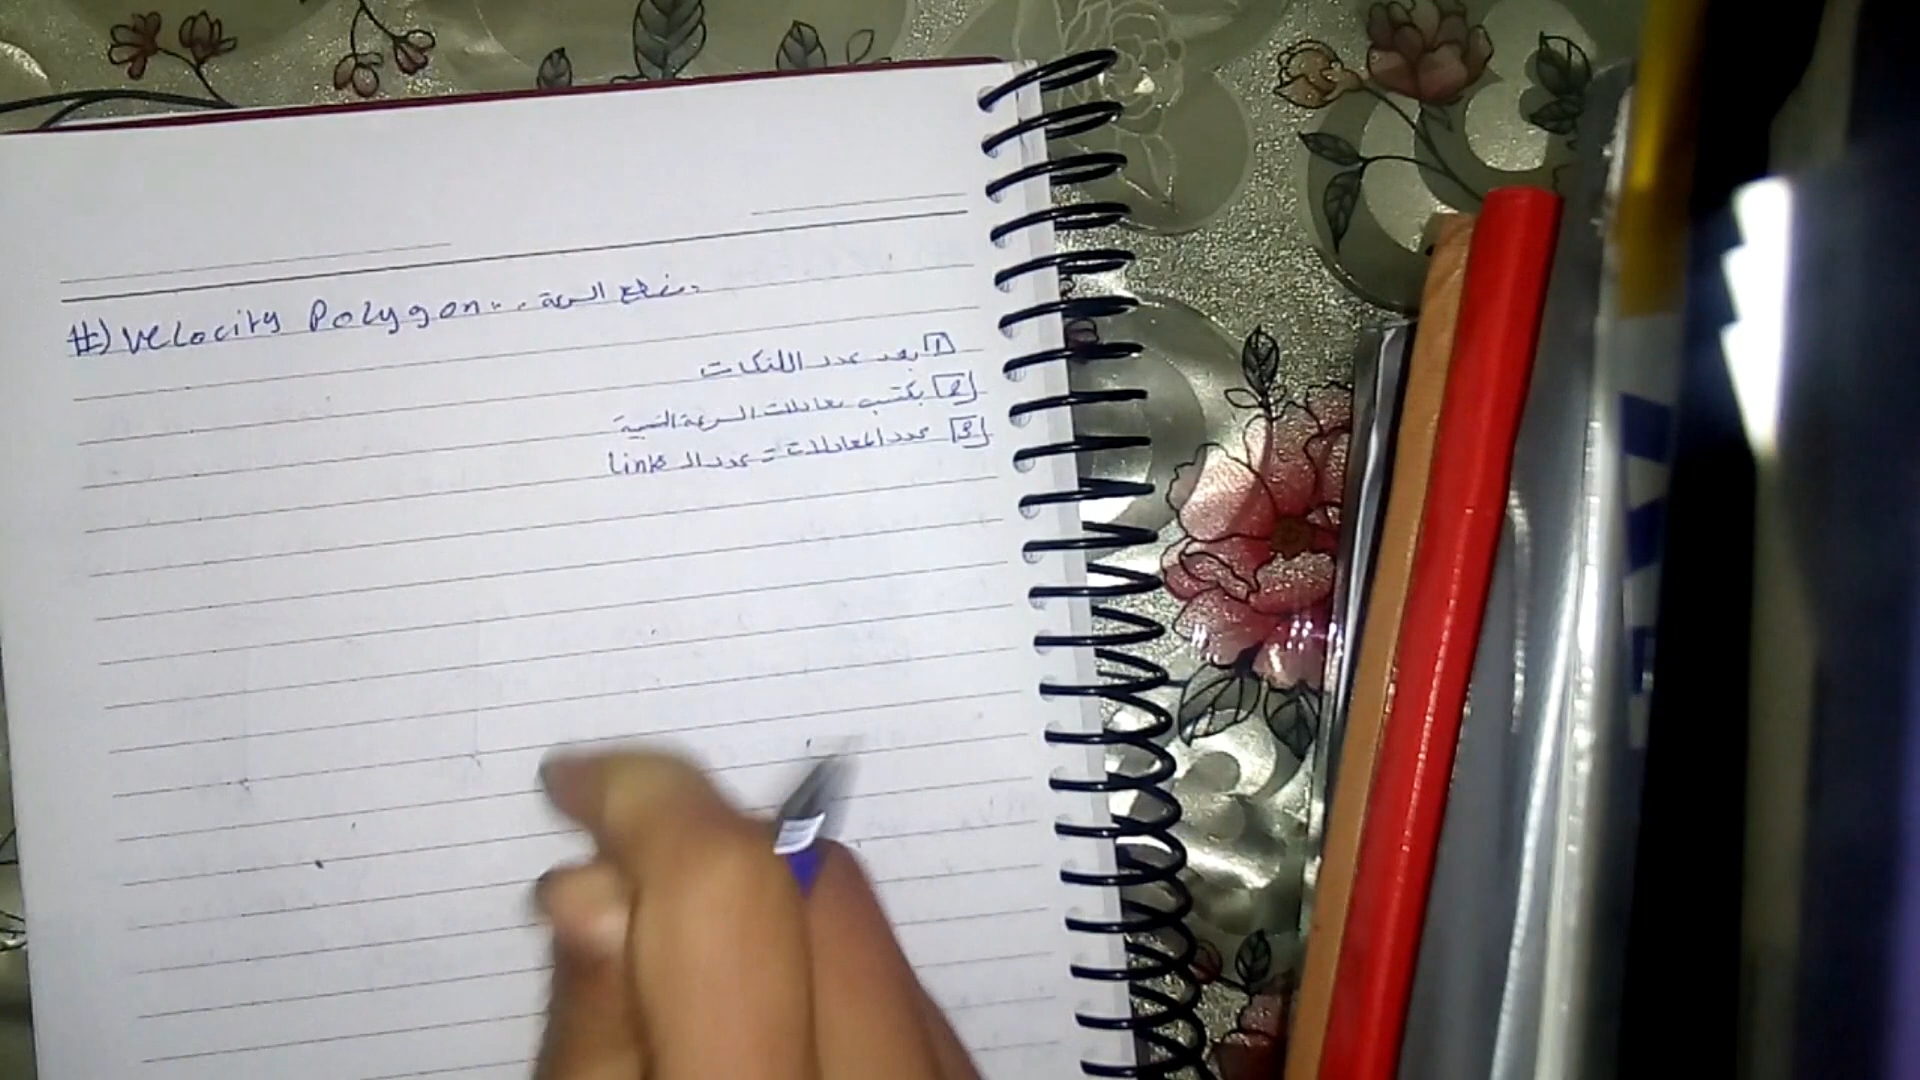 #) Velocity Polygon .. مضلع السرعة
[1] بعد عدد اللنكات
[2] بكتب معادلات السرعة النسبية
[3] عدد المعادلات = عدد الـ Links